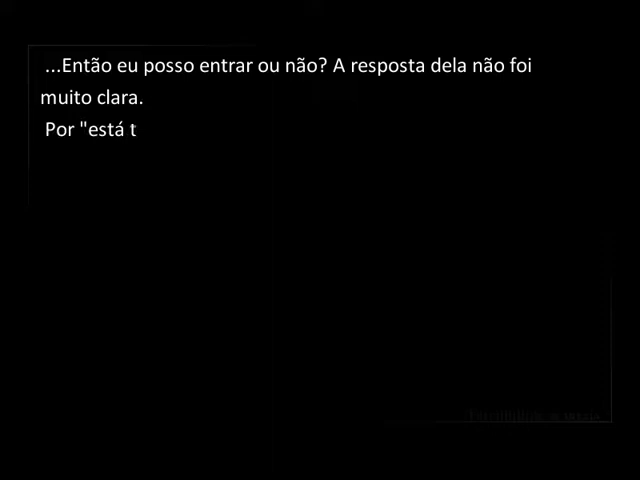 ...Então eu posso entrar ou não? A resposta dela não foi
muito clara.
Por "está t